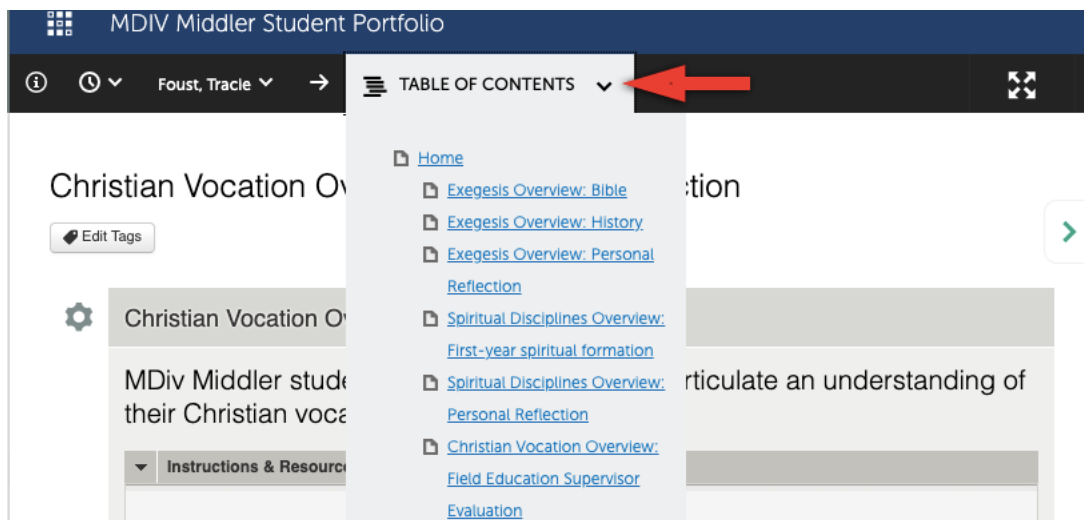 MDIV Middler Student Portfolio
Foust, Tracie
TABLE OF CONTENTS
Home
Exegesis Overview: Bible
Exegesis Overview: History
Exegesis Overview: Personal
Reflection
Spiritual Disciplines Overview:
First-year spiritual formation
Spiritual Disciplines Overview:
Personal Reflection
Christian Vocation Overview:
Field Education Supervisor
Evaluation
Christian Vocation Ov
ction
Edit Tags
Christian Vocation Ov
MDiv Middler stude
rticulate an understanding of
their Christian voca
Instructions & Resourc